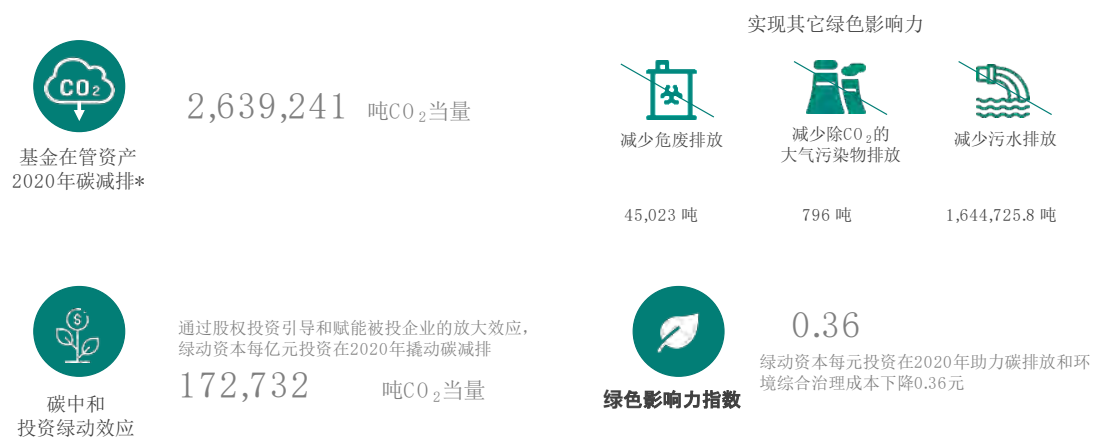 CO2
2,639,241 吨CO2当量
基金在管资产
2020年碳减排*
实现其它绿色影响力
减少危废排放
减少除CO2的
大气污染物排放
减少污水排放
45,023 吨
796 吨
1,644,725.8 吨
$
碳中和
投资绿动效应
通过股权投资引导和赋能被投企业的放大效应，
绿动资本每亿元投资在2020年撬动碳减排
172,732 吨CO2当量
绿色影响力指数
0.36
绿动资本每元投资在2020年助力碳排放和环
境综合治理成本下降0.36元